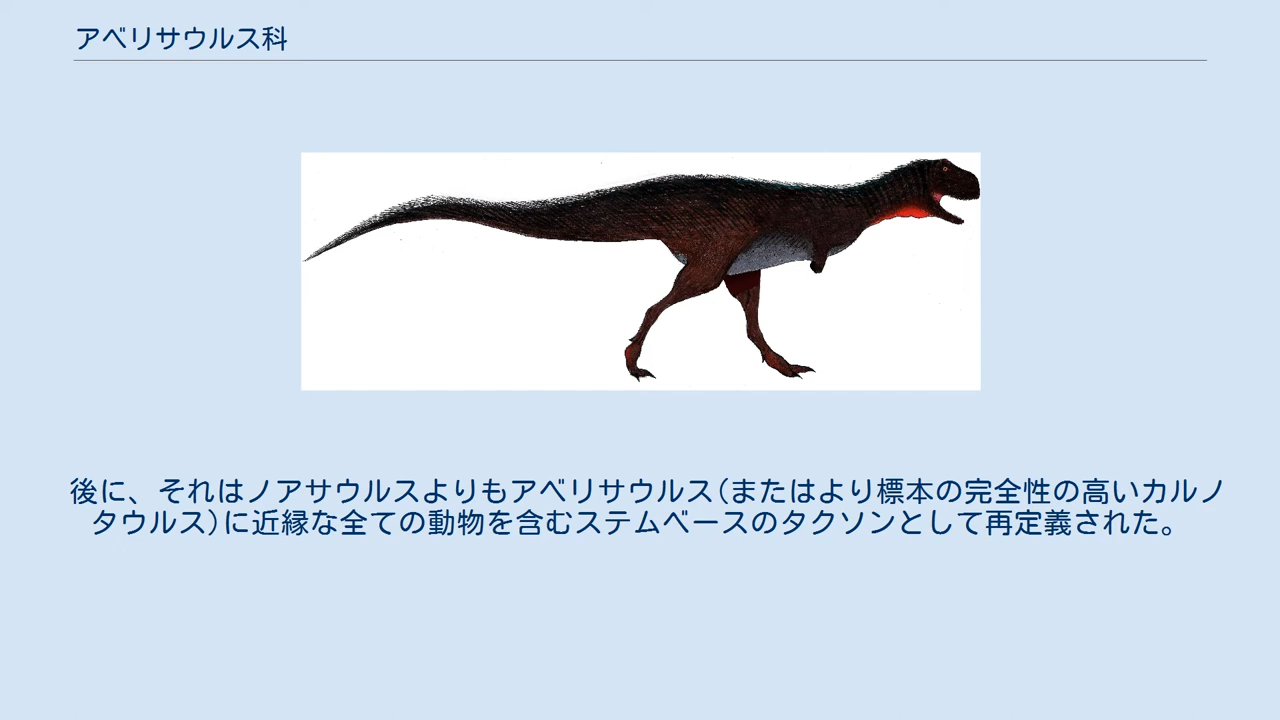 アベリサウルス科
後に、それはノアサウルスよりもアベリサウルス(またはより標本の完全性の高いカルノ
タウルス)に近縁な全ての動物を含むステムベースのタクソンとして再定義された。